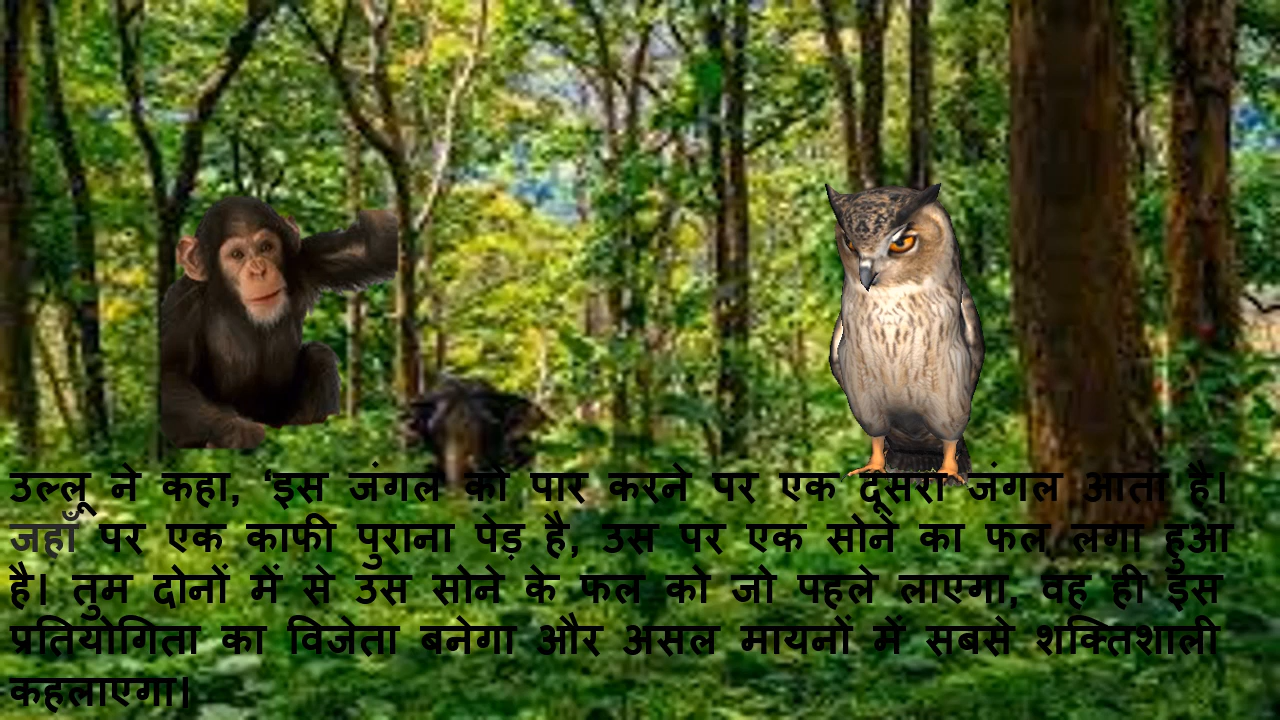 उल्लू ने कहा, ‘इस जंगल को पार करने पर एक दूसरा जंगल आता है।
जहाँ पर एक काफी पुराना पेड़ है, उस पर एक सोने का फल लगा हुआ
है। तुम दोनों में से उस सोने के फल को जो पहले लाएगा, वह ही इस
प्रतियोगिता का विजेता बनेगा और असल मायनों में सबसे शक्तिशाली
कहलाएगा।